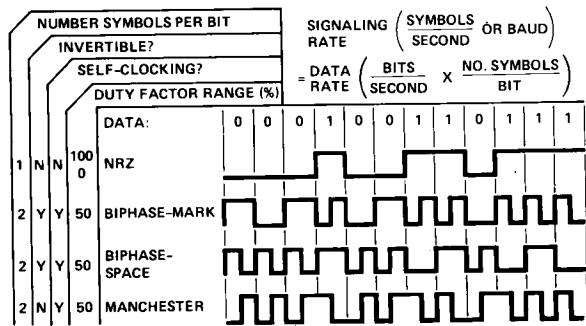 NUMBER SYMBOLS PER BIT
INVERTIBLE?
SELF-CLOCKING?
DUTY FACTOR RANGE (%)
SIGNALING RATE (SYMBOLS / SECOND OR BAUD)
= DATA RATE (BITS / SECOND X NO. SYMBOLS / BIT)
DATA: 0 0 0 1 0 0 1 1 0 1 1 1
1 N N 100 0 NRZ
2 Y Y 50 BIPHASE-MARK
2 Y Y 50 BIPHASE-SPACE
2 N Y 50 MANCHESTER